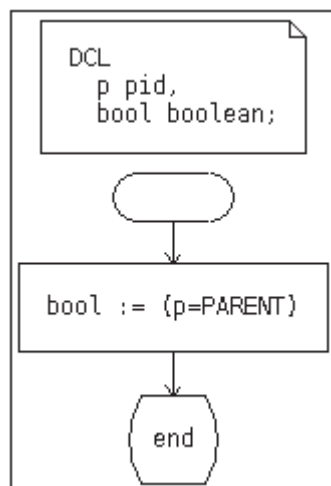 DCL
p pid,
bool boolean;
bool := (p=PARENT)
end